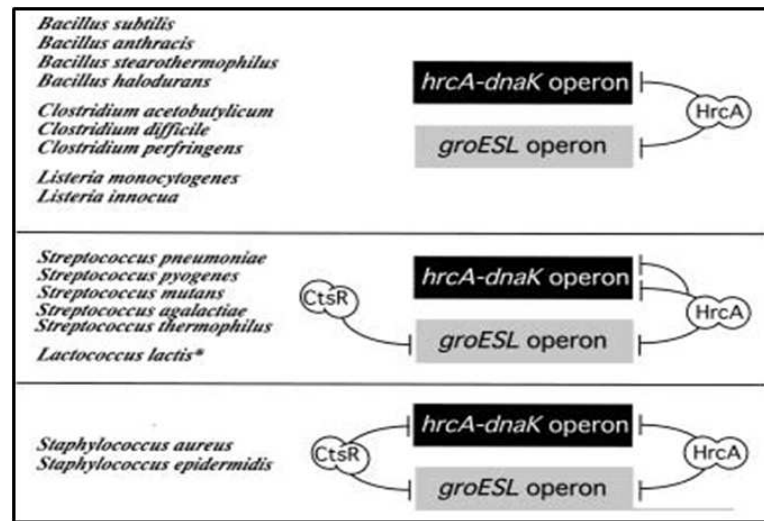 Bacillus subtilis
Bacillus anthracis
Bacillus stearothermophilus
Bacillus halodurans
Clostridium acetobutylicum
Clostridium difficile
Clostridium perfringens
Listeria monocytogenes
Listeria innocua
hrcA-dnaK operon
HrcA
groESL operon
Streptococcus pneumoniae
Streptococcus pyogenes
Streptococcus mutans
Streptococcus agalactiae
Streptococcus thermophilus
Lactococcus lactis*
CtsR
hrcA-dnaK operon
HrcA
groESL operon
Staphylococcus aureus
Staphylococcus epidermidis
CtsR
hrcA-dnaK operon
HrcA
groESL operon